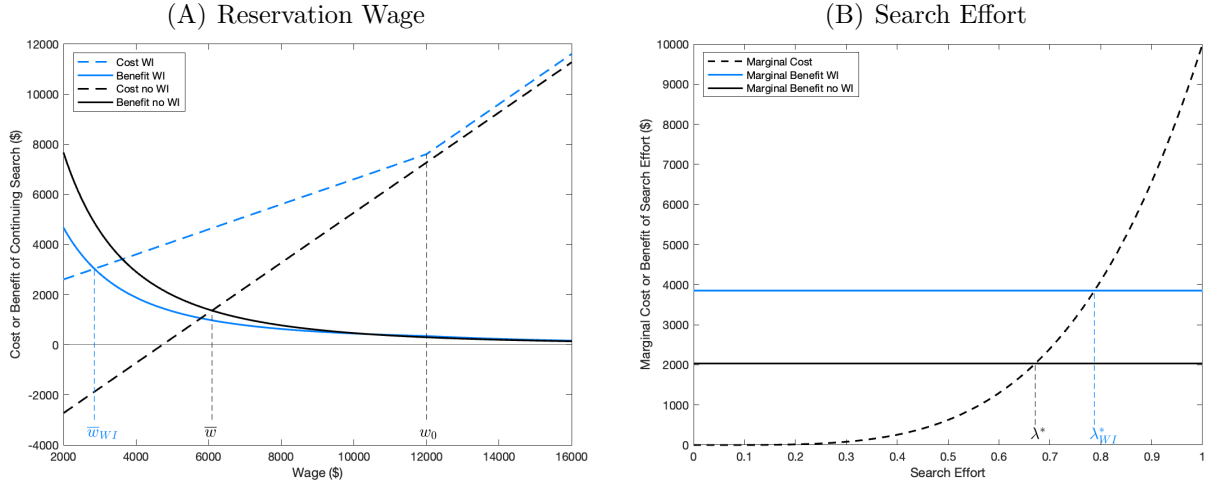 (A) Reservation Wage
Cost or Benefit of Continuing Search ($)
12000
10000
8000
6000
4000
2000
0
-2000
-4000
Cost WI
Benefit WI
Cost no WI
Benefit no WI
w̅_WI
w̅
w₀
2000 4000 6000 8000 10000 12000 14000 16000
Wage ($)
(B) Search Effort
Marginal Cost or Benefit of Search Effort ($)
10000
9000
8000
7000
6000
5000
4000
3000
2000
1000
0
Marginal Cost
Marginal Benefit WI
Marginal Benefit no WI
λ*
λ*_WI
0 0.1 0.2 0.3 0.4 0.5 0.6 0.7 0.8 0.9 1
Search Effort